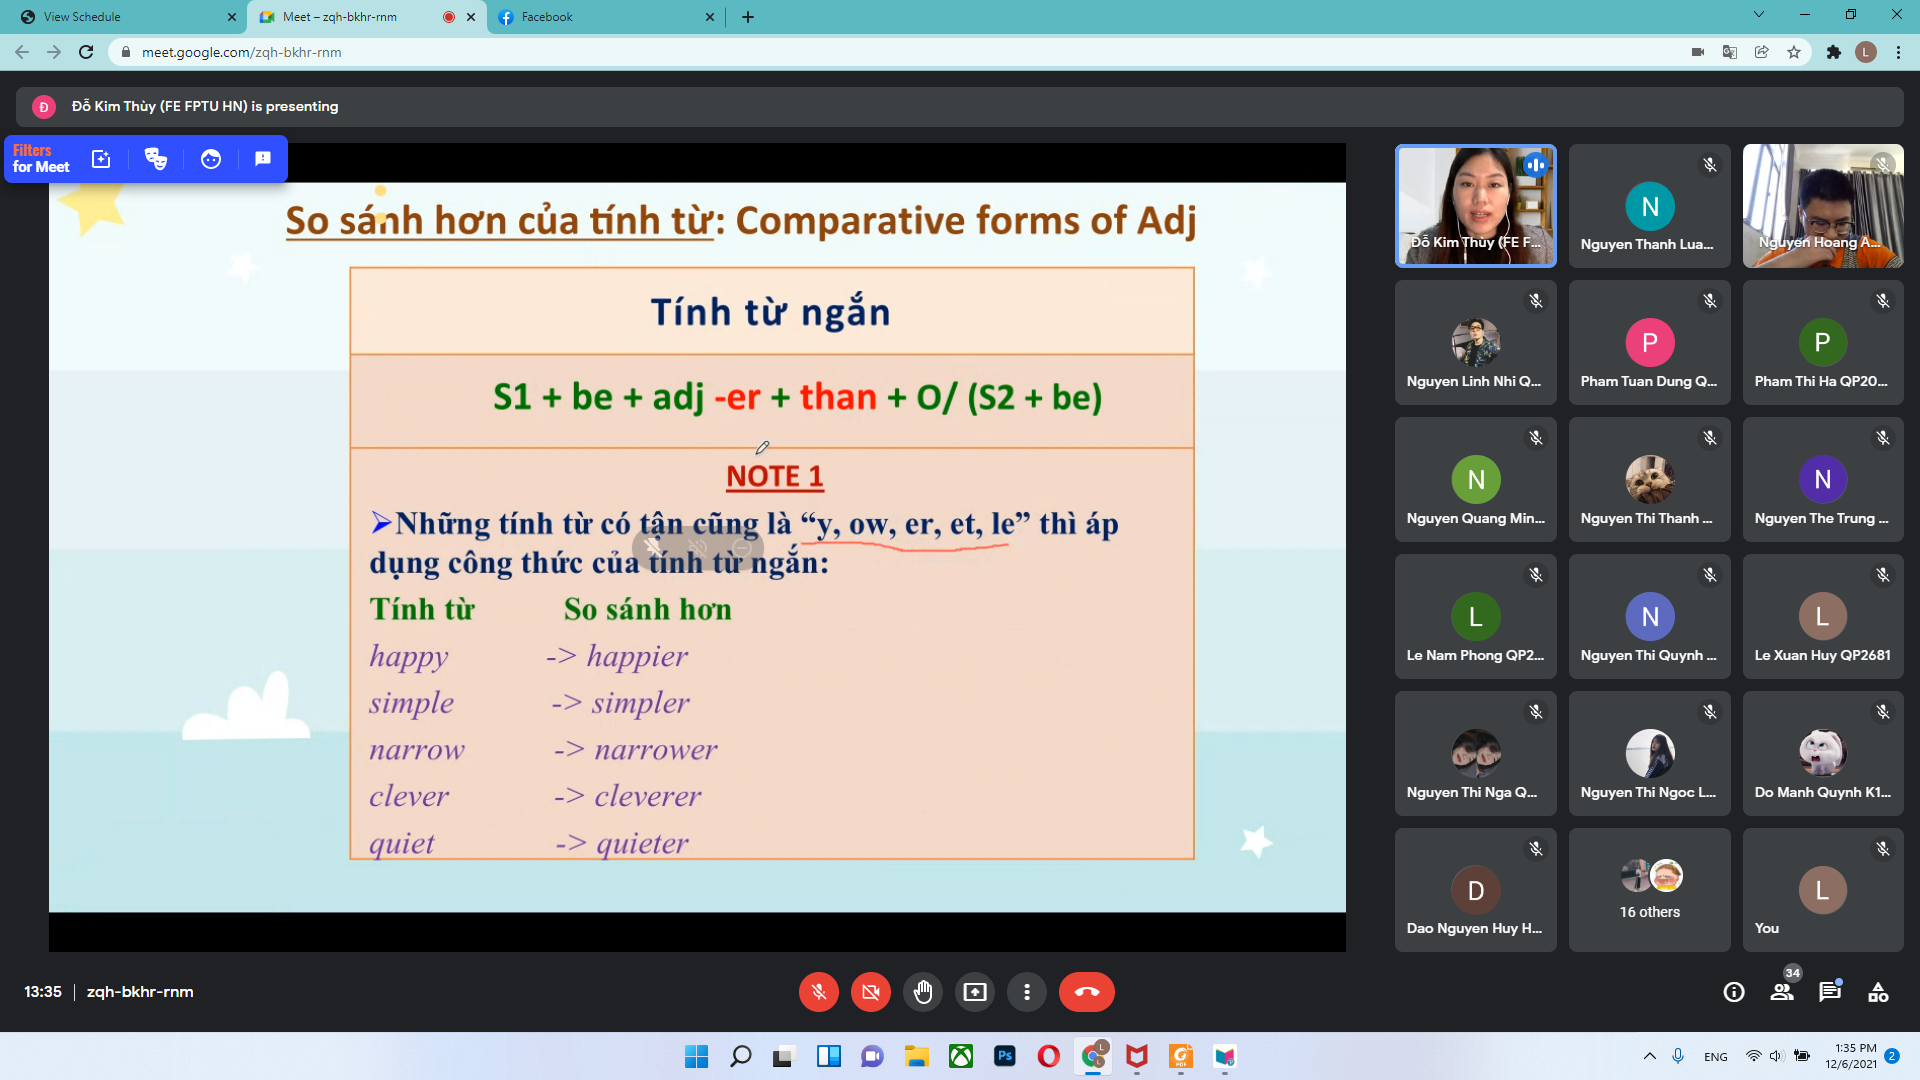 View Schedule
Meet – zqh-bkhr-rnm
Facebook
meet.google.com/zqh-bkhr-rnm
L
Đ
Đỗ Kim Thùy (FE FPTU HN) is presenting
Filters
for Meet
So sánh hơn của tính từ: Comparative forms of Adj
Tính từ ngắn
S1 + be + adj -er + than + O/ (S2 + be)
NOTE 1
Những tính từ có tận cũng là “y, ow, er, et, le” thì áp
dụng công thức của tính từ ngắn:
Tính từ So sánh hơn
happy -> happier
simple -> simpler
narrow -> narrower
clever -> cleverer
quiet -> quieter
Đỗ Kim Thùy (FE F...
N
Nguyen Thanh Lua...
Nguyen Hoang A...
Nguyen Linh Nhi Q...
P
Pham Tuan Dung Q...
P
Pham Thi Ha QP20...
N
Nguyen Quang Min...
Nguyen Thi Thanh ...
N
Nguyen The Trung ...
L
Le Nam Phong QP2...
N
Nguyen Thi Quynh ...
L
Le Xuan Huy QP2681
Nguyen Thi Nga Q...
Nguyen Thi Ngoc L...
Do Manh Quynh K1...
D
Dao Nguyen Huy H...
16 others
L
You
13:35 | zqh-bkhr-rnm
34
Ps
L
L
PDF
ENG
1:35 PM
12/6/2021
2